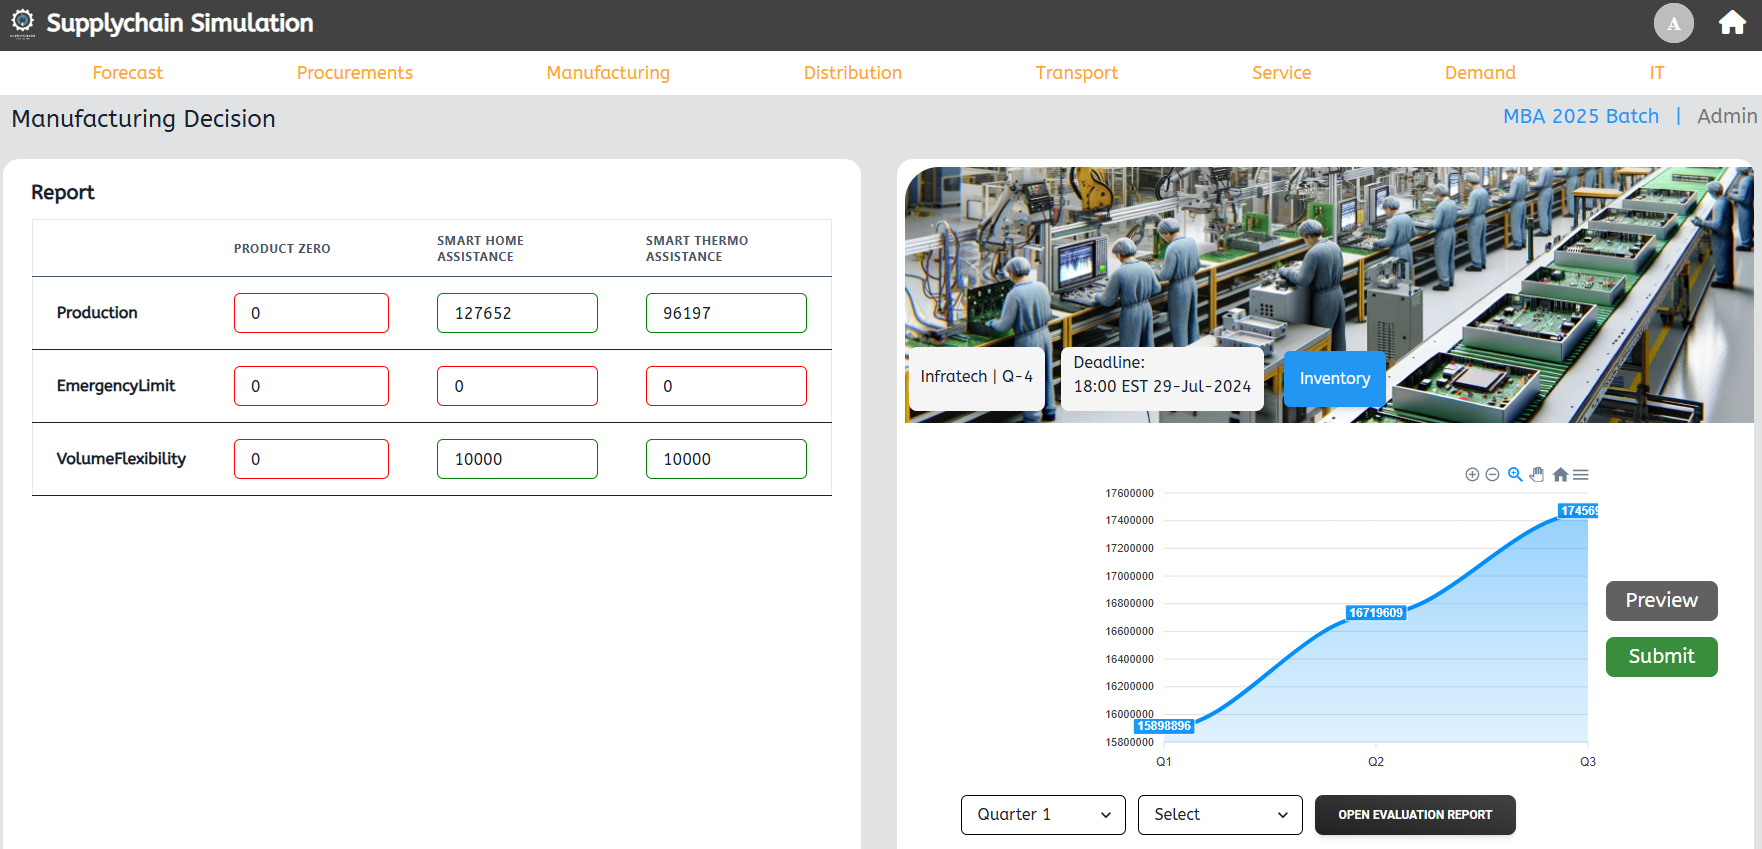 Supplychain Simulation
A
Forecast Procurements Manufacturing Distribution Transport Service Demand IT
Manufacturing Decision
MBA 2025 Batch | Admin
Report
PRODUCT ZERO
SMART HOME
ASSISTANCE
SMART THERMO
ASSISTANCE
Production 0 127652 96197
EmergencyLimit 0 0 0
VolumeFlexibility 0 10000 10000
Infratech | Q-4
Deadline:
18:00 EST 29-Jul-2024
Inventory
17600000
17400000
17200000
17000000
16800000
16600000
16400000
16200000
16000000
15800000
15898896
16719609
174569
Q1 Q2 Q3
Preview
Submit
Quarter 1
Select
OPEN EVALUATION REPORT